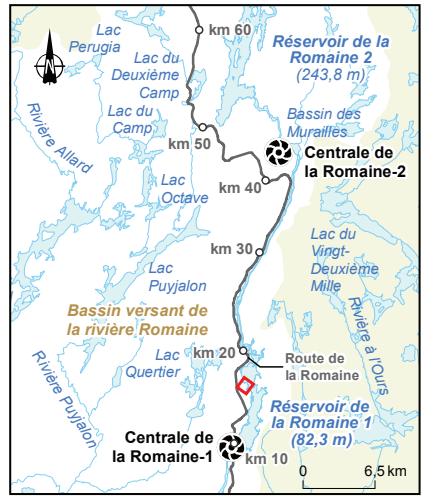 km 60
Lac
Perugia
Réservoir de la
Romaine 2
(243,8 m)
N
Lac du
Deuxième
Camp
Rivière Allard
Lac du
Camp
Bassin des
Murailles
km 50
Centrale de
la Romaine-2
Lac
Octave
km 40
Lac du
Vingt-
Deuxième
Mille
km 30
Lac
Puyjalon
Rivière à l'Ours
Bassin versant de
la rivière Romaine
km 20
Route de
la Romaine
Lac
Quertier
Rivière Puyjalon
Réservoir de
la Romaine 1
(82,3 m)
Centrale de
la Romaine-1
km 10
0 6,5 km